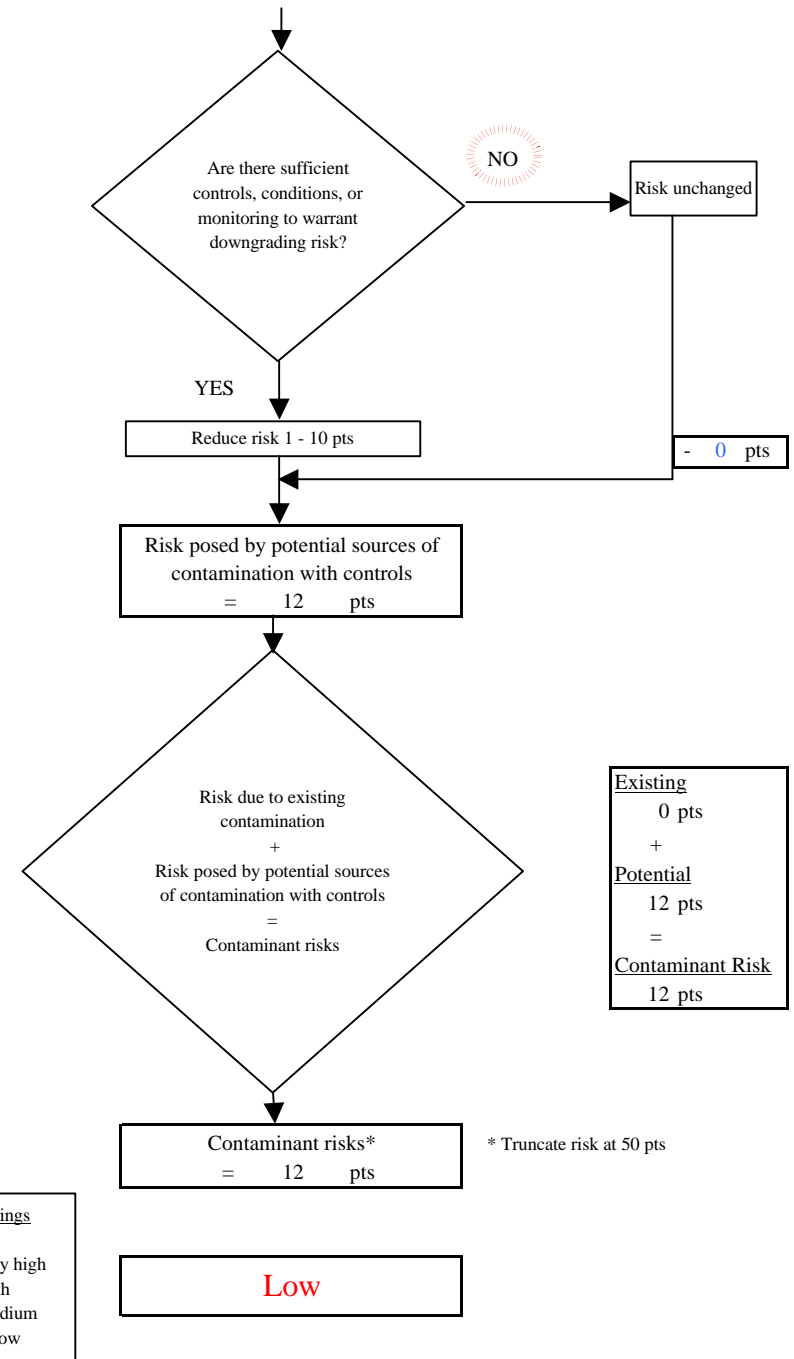 Are there sufficient
controls, conditions, or
monitoring to warrant
downgrading risk?
NO
Risk unchanged
YES
Reduce risk 1 - 10 pts
- 0 pts
Risk posed by potential sources of
contamination with controls
= 12 pts
Risk due to existing
contamination
+
Risk posed by potential sources
of contamination with controls
=
Contaminant risks
Existing
0 pts
+
Potential
12 pts
=
Contaminant Risk
12 pts
Contaminant risks*
= 12 pts
* Truncate risk at 50 pts
Low